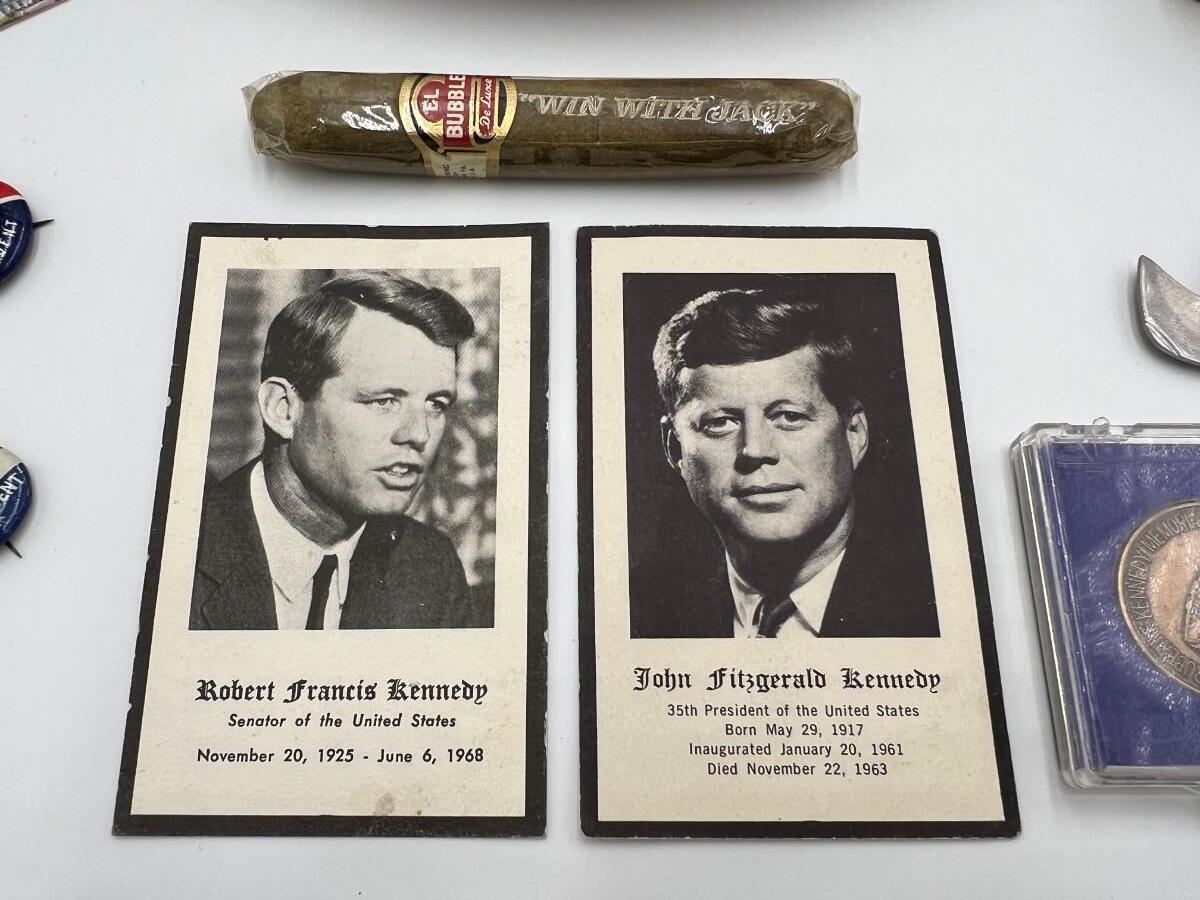 EL
BUBBLE
De Luxe
"WIN WITH JACK"
Robert Francis Kennedy
Senator of the United States
November 20, 1925 - June 6, 1968
John Fitzgerald Kennedy
35th President of the United States
Born May 29, 1917
Inaugurated January 20, 1961
Died November 22, 1963
KENNEDY